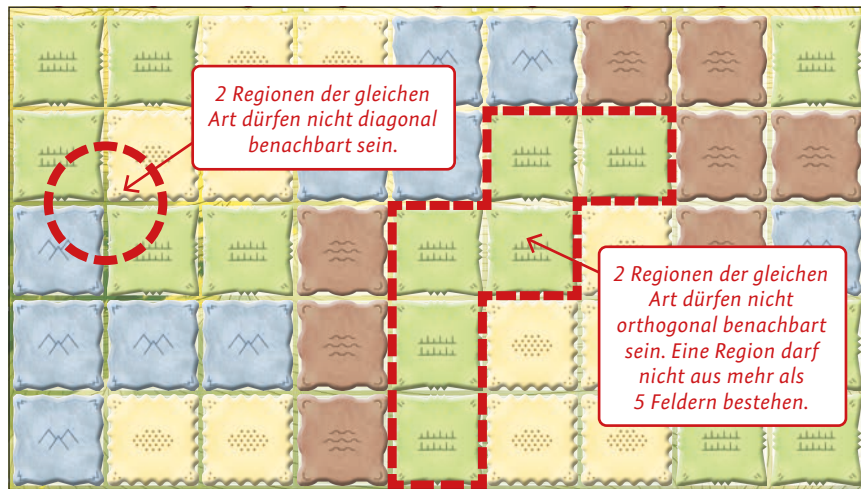 2 Regionen der gleichen
Art dürfen nicht diagonal
benachbart sein.
2 Regionen der gleichen
Art dürfen nicht
orthogonal benachbart
sein. Eine Region darf
nicht aus mehr als
5 Feldern bestehen.